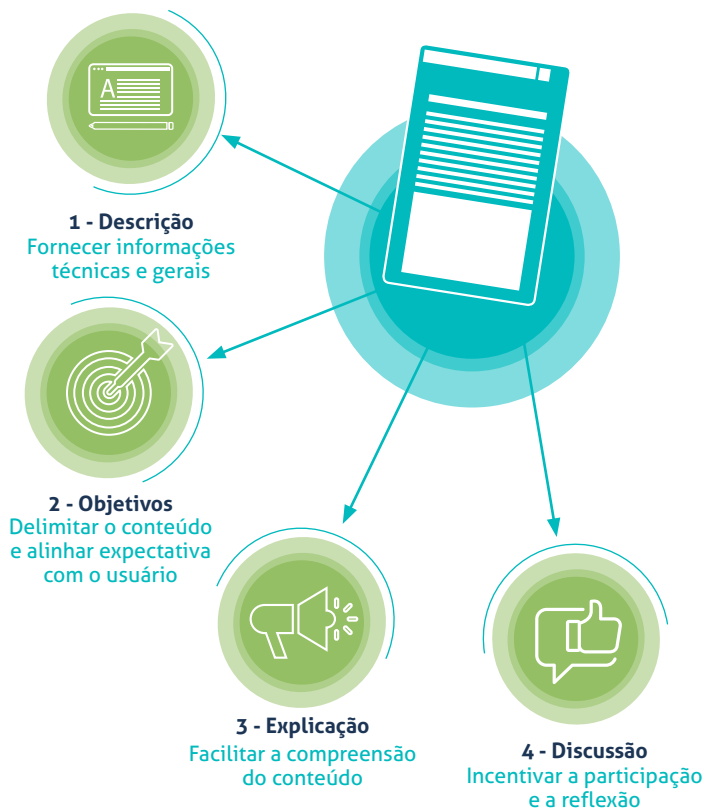 A
1 - Descrição
Fornecer informações
técnicas e gerais
2 - Objetivos
Delimitar o conteúdo
e alinhar expectativa
com o usuário
3 - Explicação
Facilitar a compreensão
do conteúdo
4 - Discussão
Incentivar a participação
e a reflexão